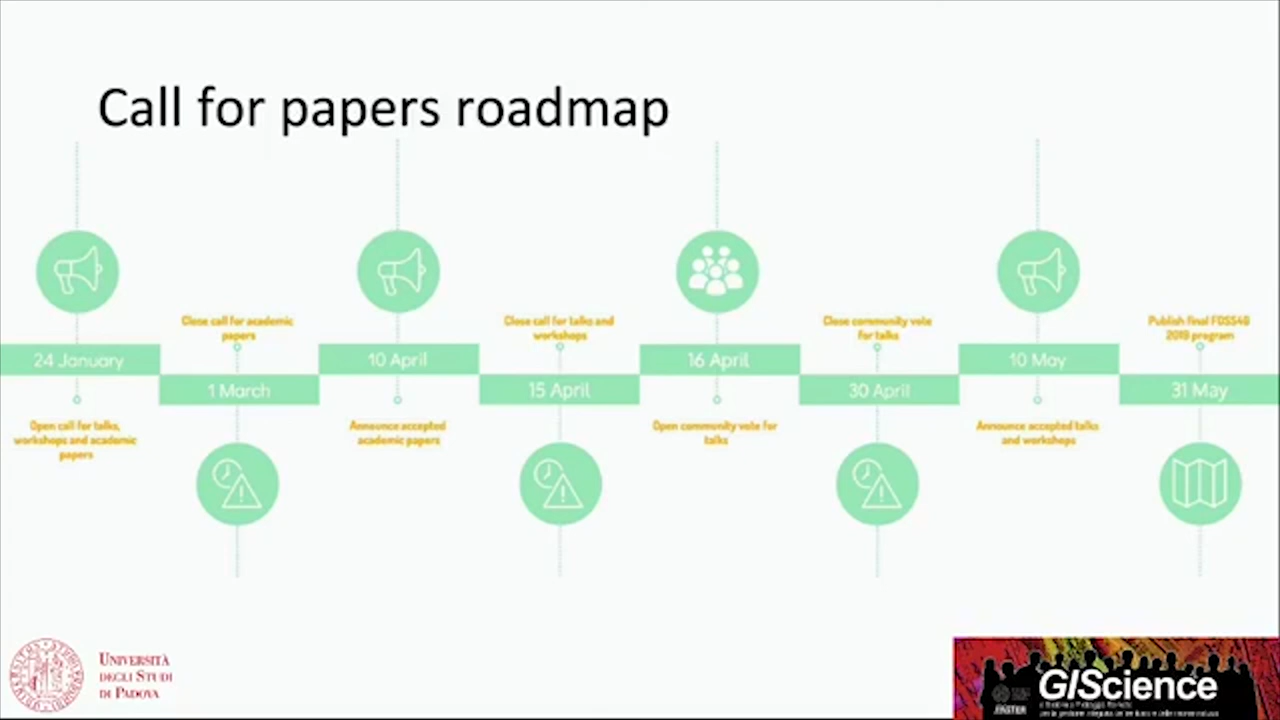 Call for papers roadmap
Close call for academic
papers
Close call for talks and
workshops
Close community vote
for talks
Publish final FOSS4G
2019 program
24 January
10 April
16 April
10 May
1 March
15 April
30 April
31 May
Open call for talks,
workshops and academic
papers
Announce accepted
academic papers
Open community vote for
talks
Announce accepted talks
and workshops
UNIVERSITÀ
DEGLI STUDI
DI PADOVA
GIScience
MASTER